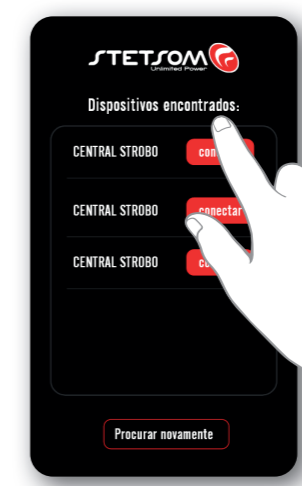 STETSOM
Unlimited Power
Dispositivos encontrados:
CENTRAL STROBO
CENTRAL STROBO conectar
CENTRAL STROBO
Procurar novamente